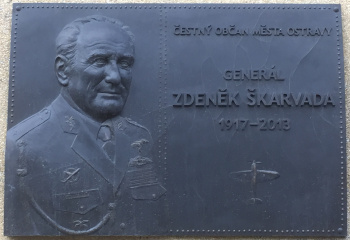 ČESTNÝ OBČAN MĚSTA OSTRAVY
GENERÁL
ZDENĚK ŠKARVADA
1917-2013